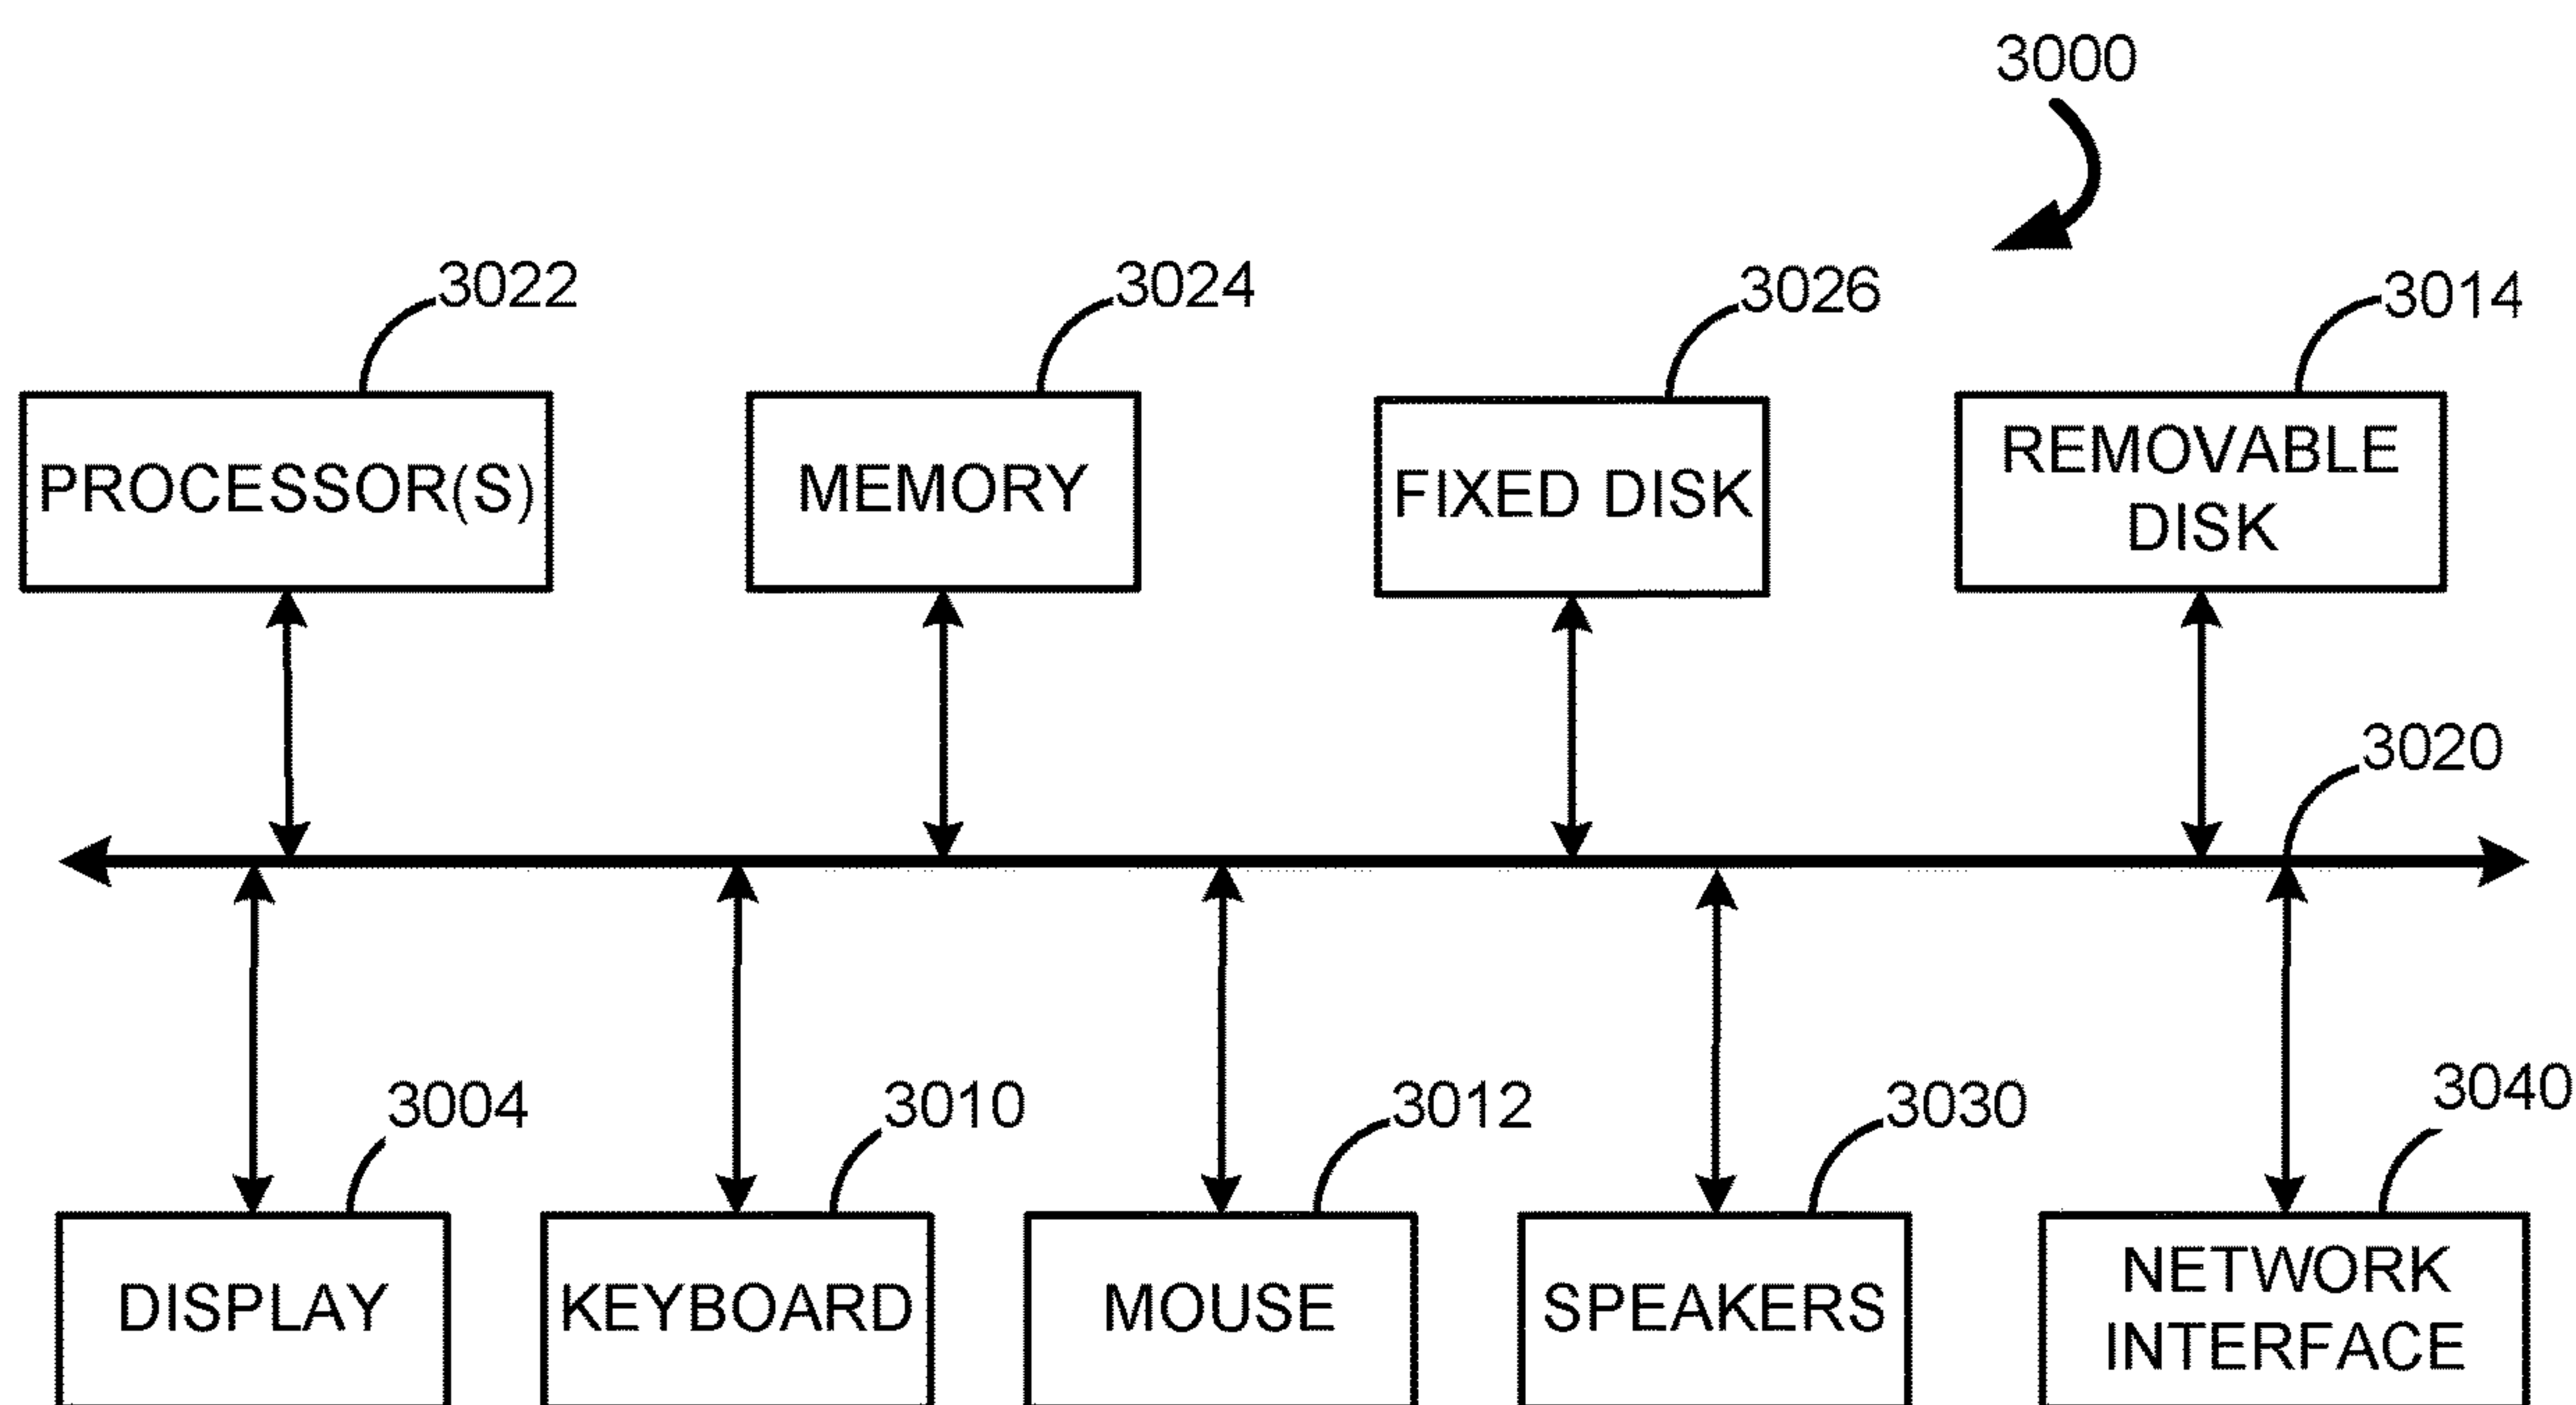 3000
3022
3024
3026
3014
PROCESSOR(S)
MEMORY
FIXED DISK
REMOVABLE
DISK
3020
3004
3010
3012
3030
3040
DISPLAY
KEYBOARD
MOUSE
SPEAKERS
NETWORK
INTERFACE